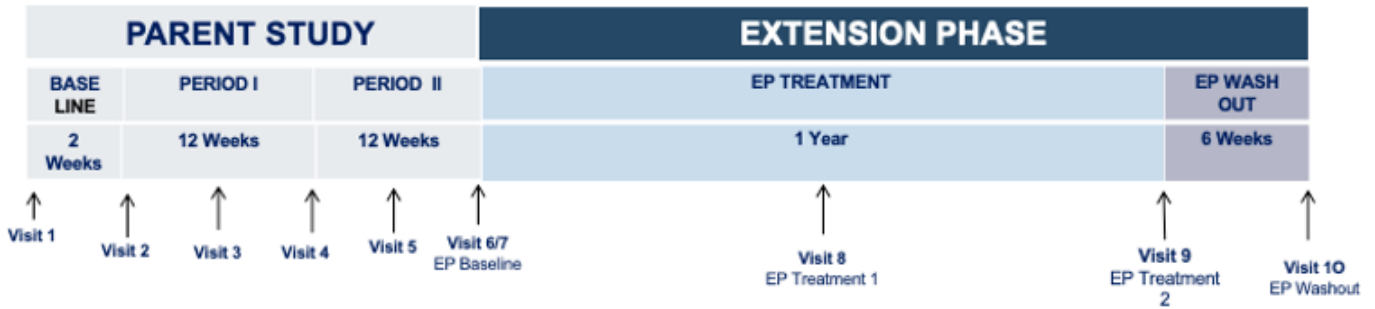 PARENT STUDY
EXTENSION PHASE
BASE
LINE
PERIOD I
PERIOD II
EP TREATMENT
EP WASH
OUT
2
Weeks
12 Weeks
12 Weeks
1 Year
6 Weeks
Visit 1
Visit 2
Visit 3
Visit 4
Visit 5
Visit 6/7
EP Baseline
Visit 8
EP Treatment 1
Visit 9
EP Treatment
2
Visit 1O
EP Washout